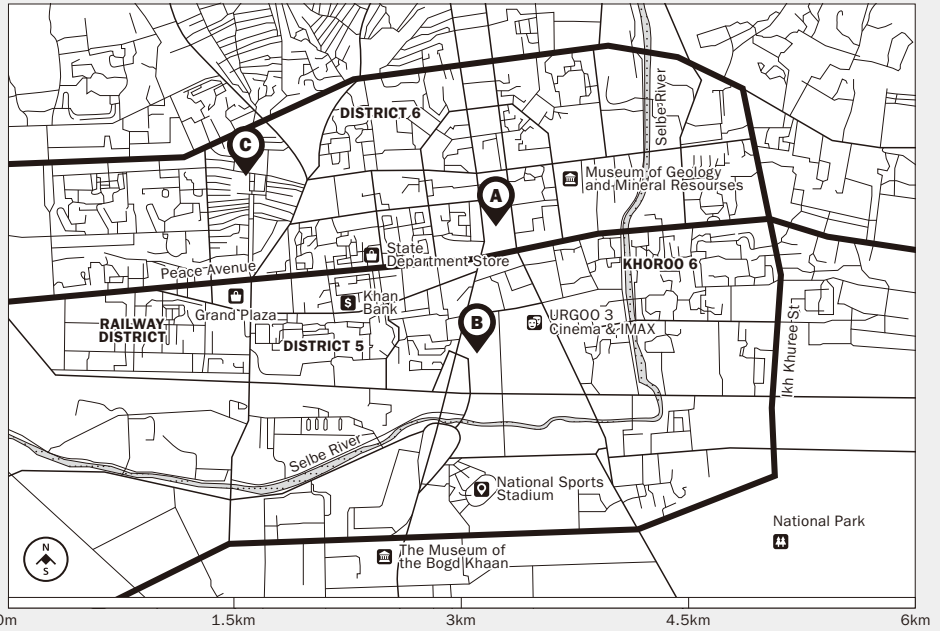 DISTRICT 6
Selbe River
C
Museum of Geology
and Mineral Resourses
A
State
Department Store
KHOROO 6
Peace Avenue
Grand Plaza
Khan
Bank
URGOO 3
Cinema & IMAX
B
RAILWAY
DISTRICT
DISTRICT 5
Ikh Khuree St
Selbe River
National Sports
Stadium
National Park
N
S
The Museum of
the Bogd Khaan
0m
1.5km
3km
4.5km
6km